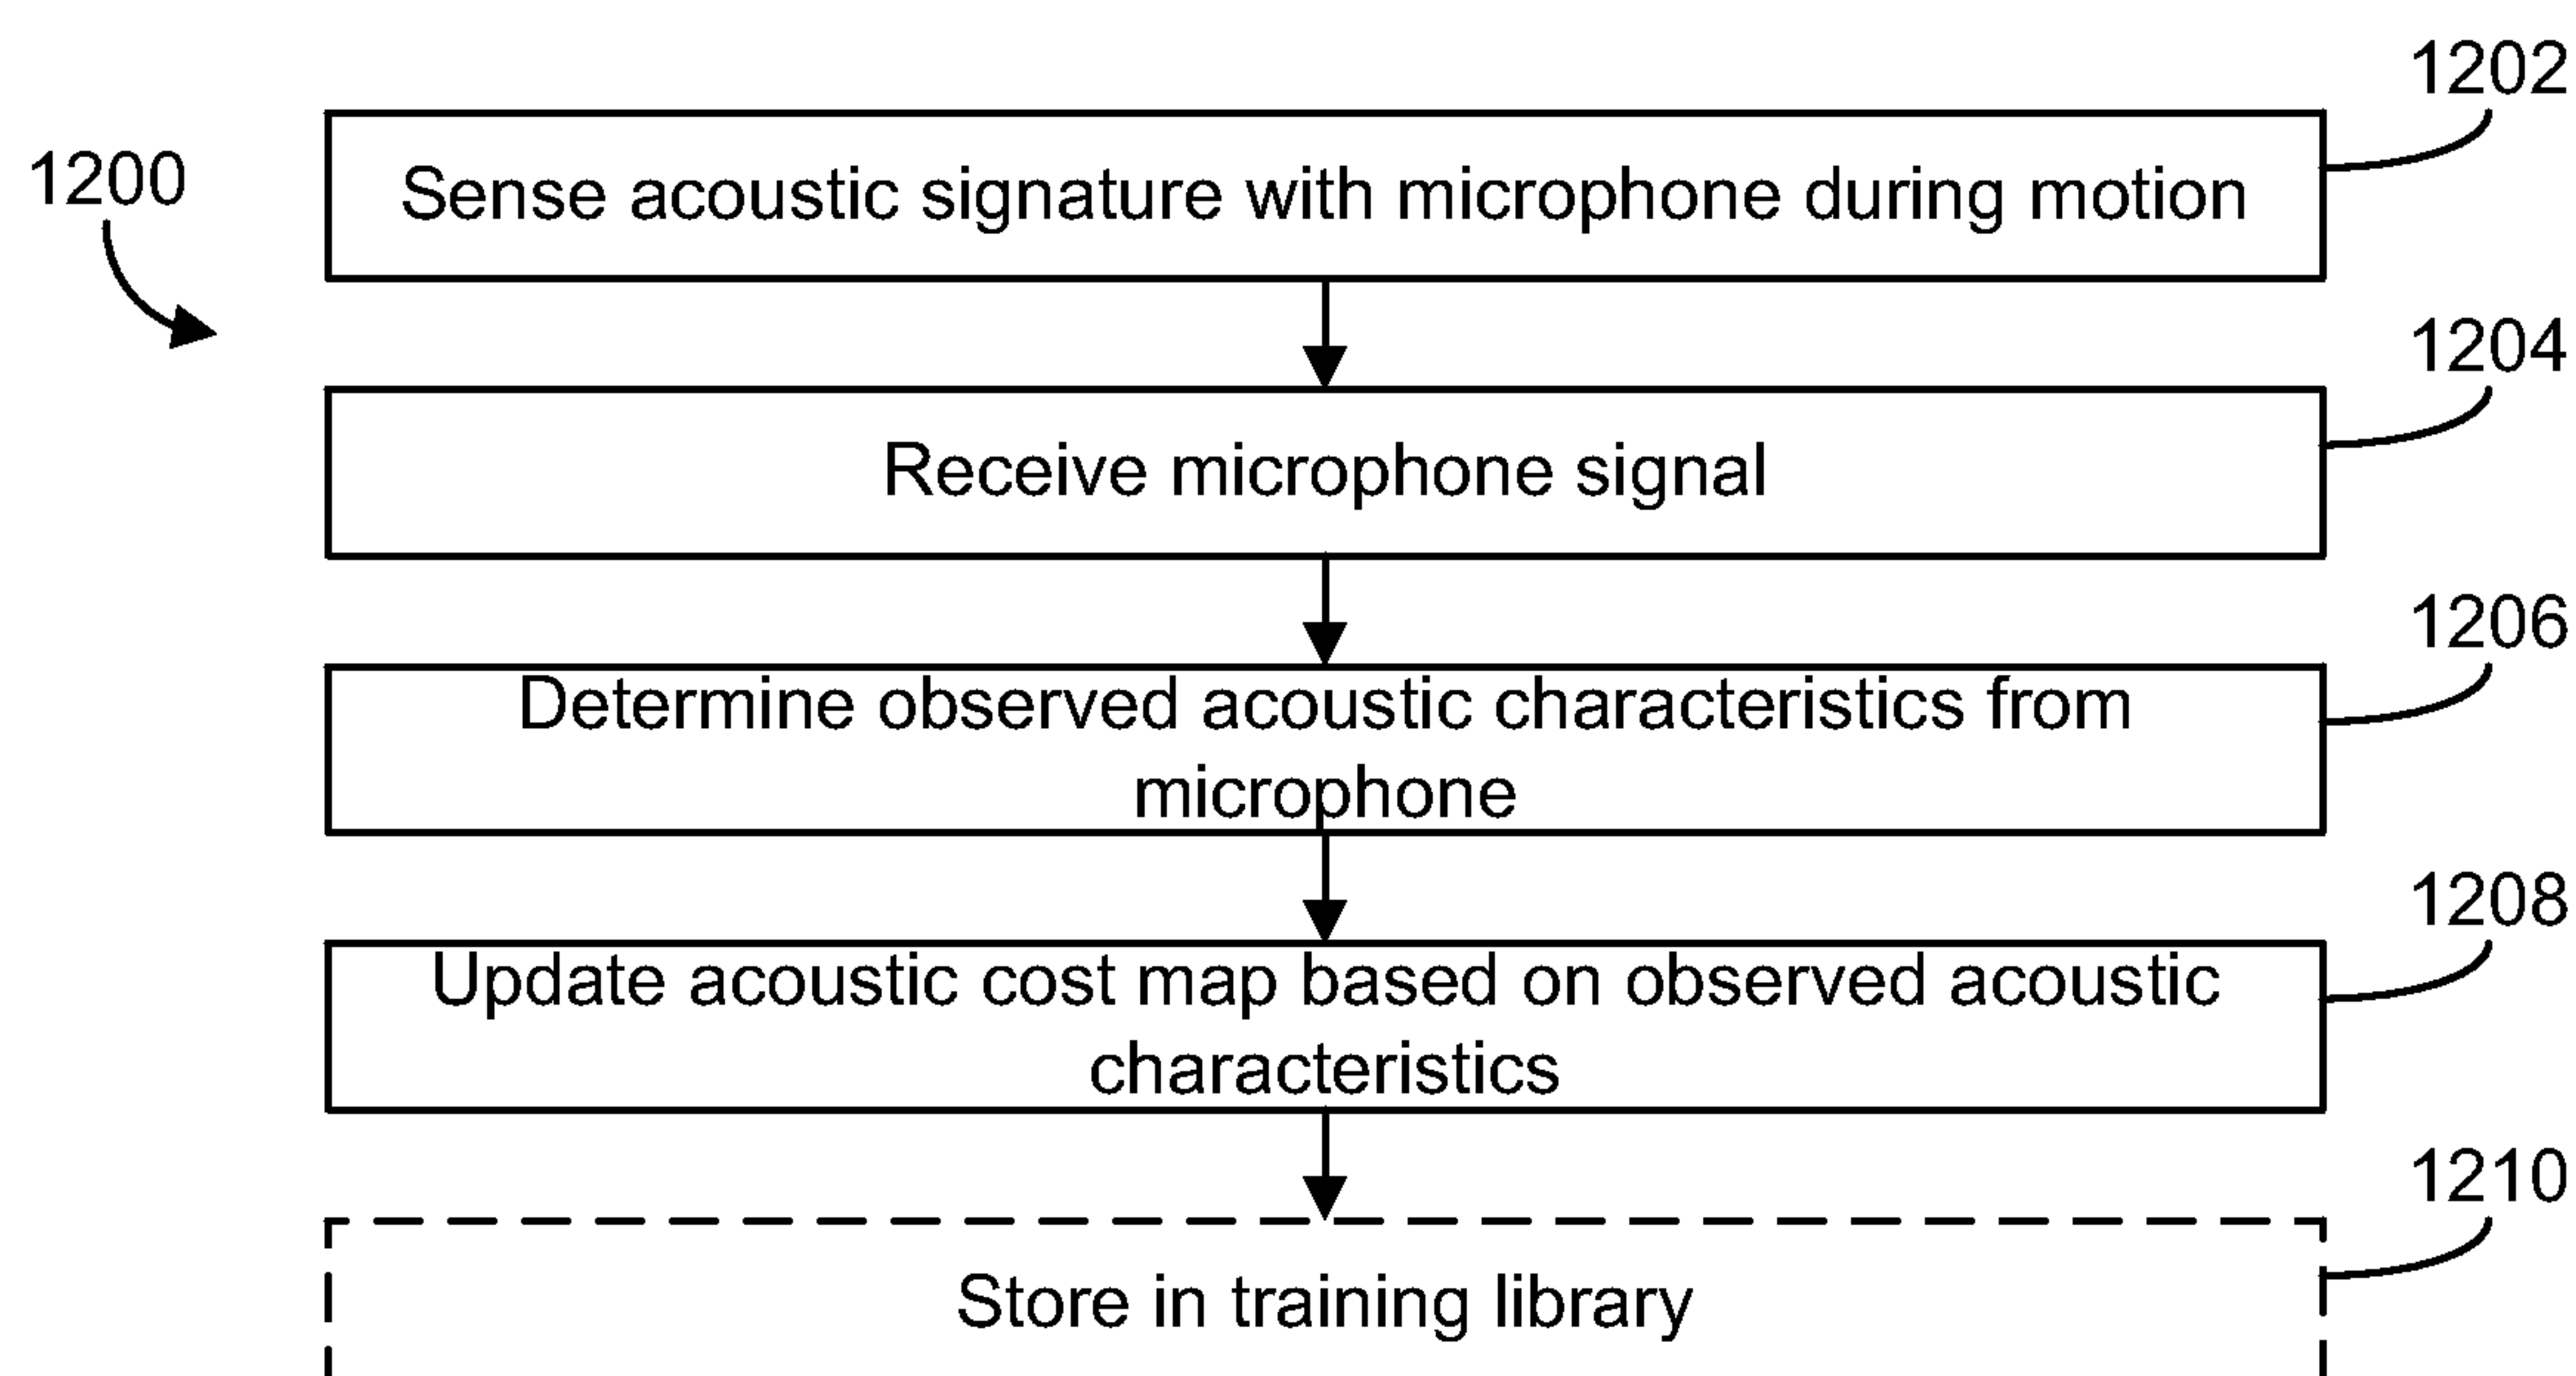 1202
1200
Sense acoustic signature with microphone during motion
1204
Receive microphone signal
1206
Determine observed acoustic characteristics from
microphone
1208
Update acoustic cost map based on observed acoustic
characteristics
1210
Store in training library